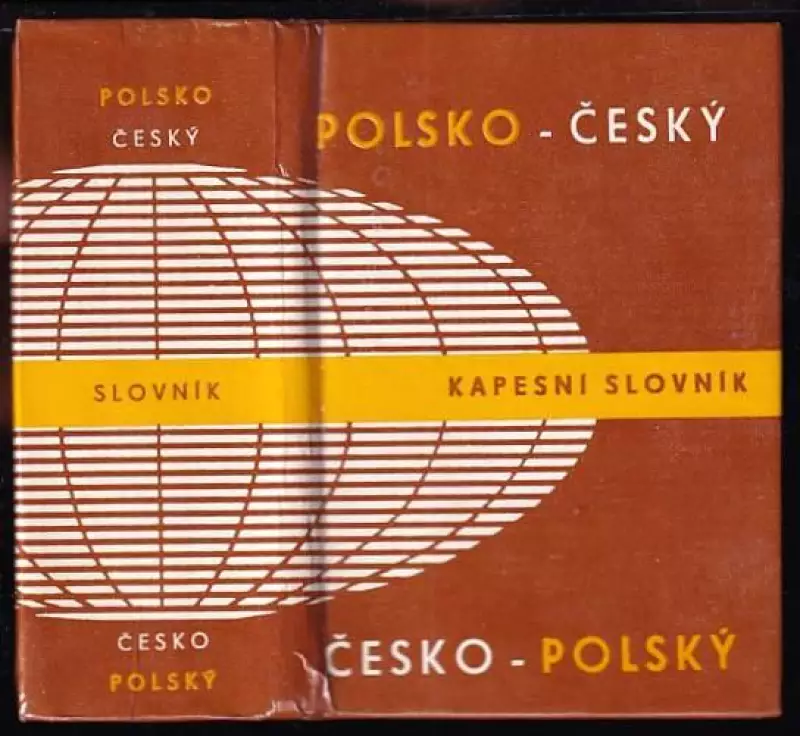 POLSKO
ČESKÝ
SLOVNÍK
ČESKO
POLSKÝ
POLSKO - ČESKÝ
KAPESNÍ SLOVNÍK
ČESKO - POLSKÝ